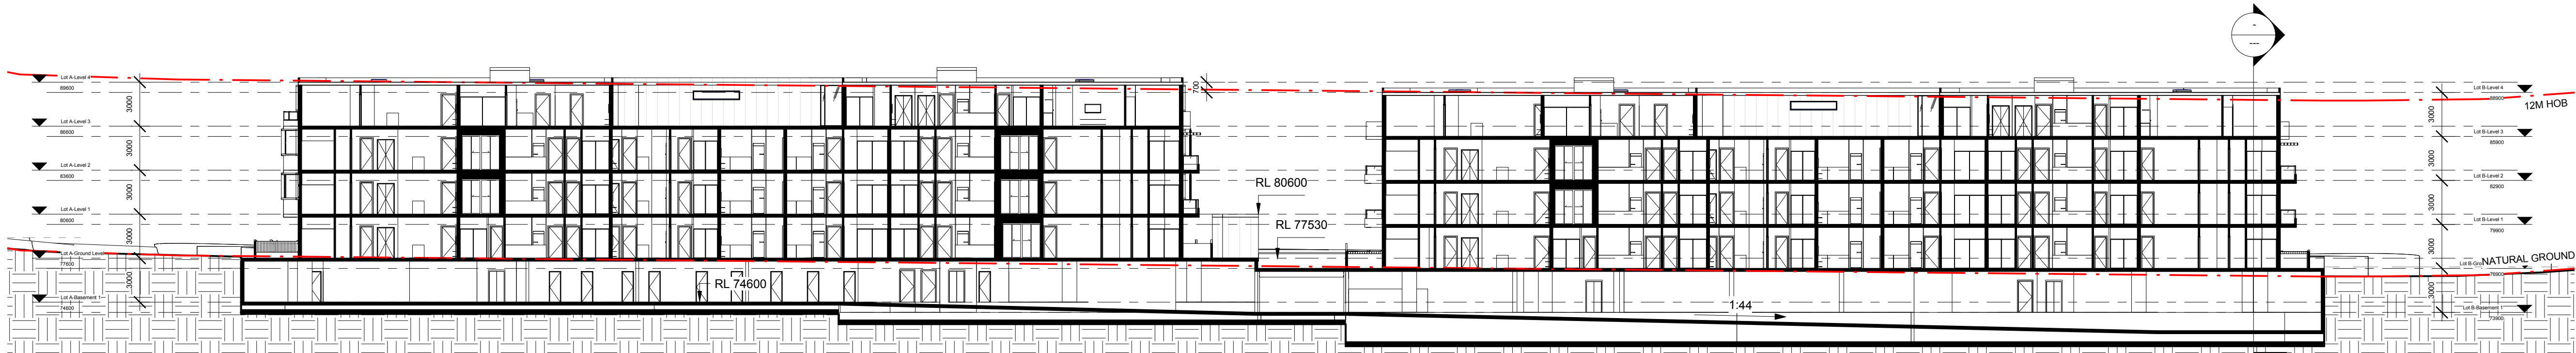 Lot A-Level 4
89600
3000
Lot A-Level 3
86600
3000
Lot A-Level 2
83600
3000
Lot A-Level 1
80600
3000
Lot A-Ground Level
77600
3000
Lot A-Basement 1
74600
700
RL 80600
RL 77530
RL 74600
1:44
-
---
Lot B-Level 4
88900
12M HOB
3000
Lot B-Level 3
85900
3000
Lot B-Level 2
82900
3000
Lot B-Level 1
79900
3000
NATURAL GROUND
76900
3000
Lot B-Basement 1
73900